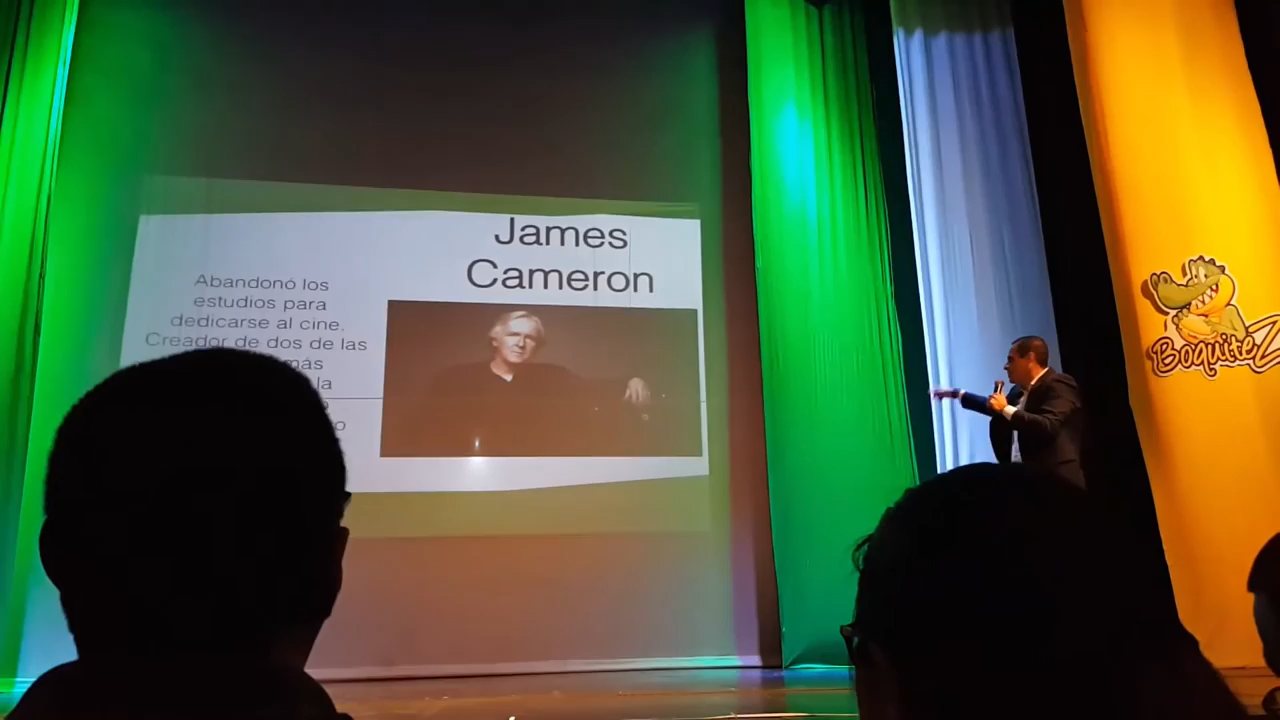 James
Cameron
Abandonó los
estudios para
dedicarse al cine.
Creador de dos de las
más
la
BoquiteZ